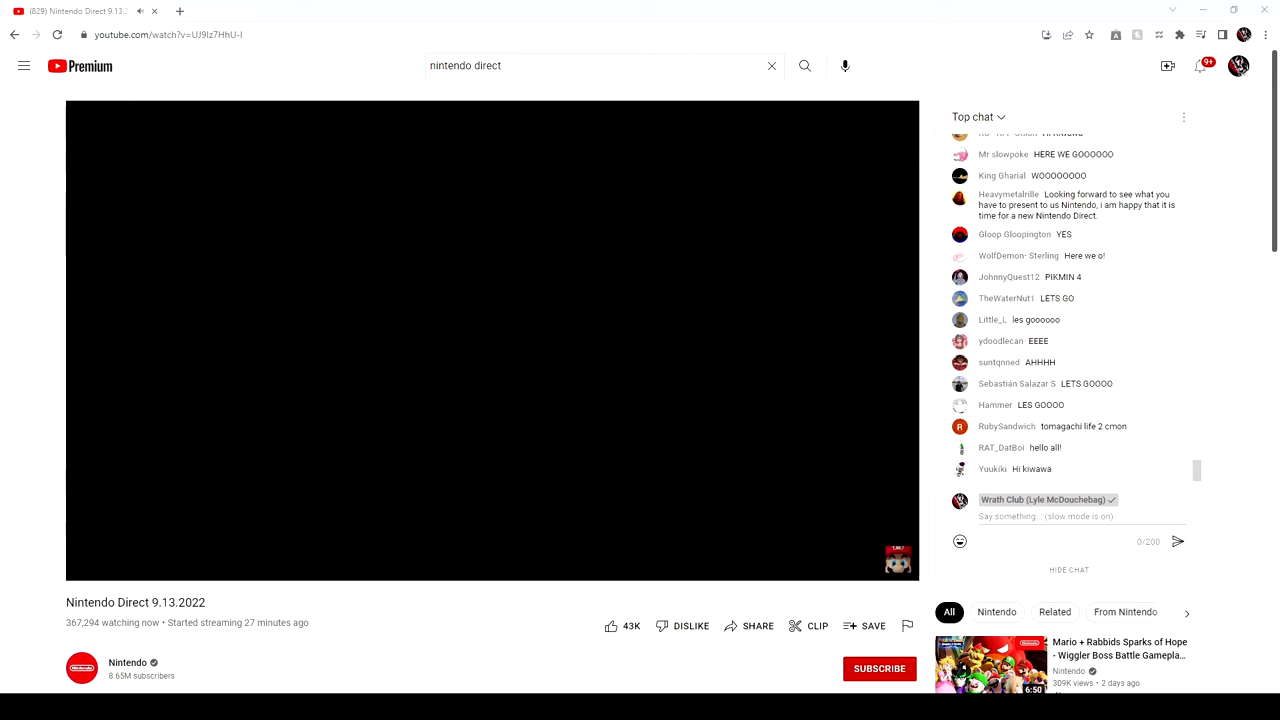 (829) Nintendo Direct 9.13.2
youtube.com/watch?v=UJ9Iz7HhU-I
Premium
nintendo direct
9+
Top chat
Mr slowpoke HERE WE GOOOOOO
King Gharial WOOOOOOOO
Heavymetalrille Looking forward to see what you
have to present to us Nintendo, i am happy that it is
time for a new Nintendo Direct.
Gloop Gloopington YES
WolfDemon- Sterling Here we o!
JohnnyQuest12 PIKMIN 4
TheWaterNut1 LETS GO
Little_L les goooooo
ydoodlecan EEEE
suntqnned AHHHH
Sebastián Salazar S LETS GOOOO
Hammer LES GOOOO
R
RubySandwich tomagachi life 2 cmon
RAT_DatBoi hello all!
Yuukiki Hi kiwawa
Wrath Club (Lyle McDouchebag)
Say something (slow mode is on)
0/200
HIDE CHAT
Nintendo Direct 9.13.2022
367,294 watching now • Started streaming 27 minutes ago
43K
DISLIKE
SHARE
CLIP
SAVE
Nintendo
Nintendo
8.65M subscribers
SUBSCRIBE
All
Nintendo
Related
From Nintendo
Mario + Rabbids Sparks of Hope
- Wiggler Boss Battle Gamepla...
Nintendo
309K views • 2 days ago
6:50